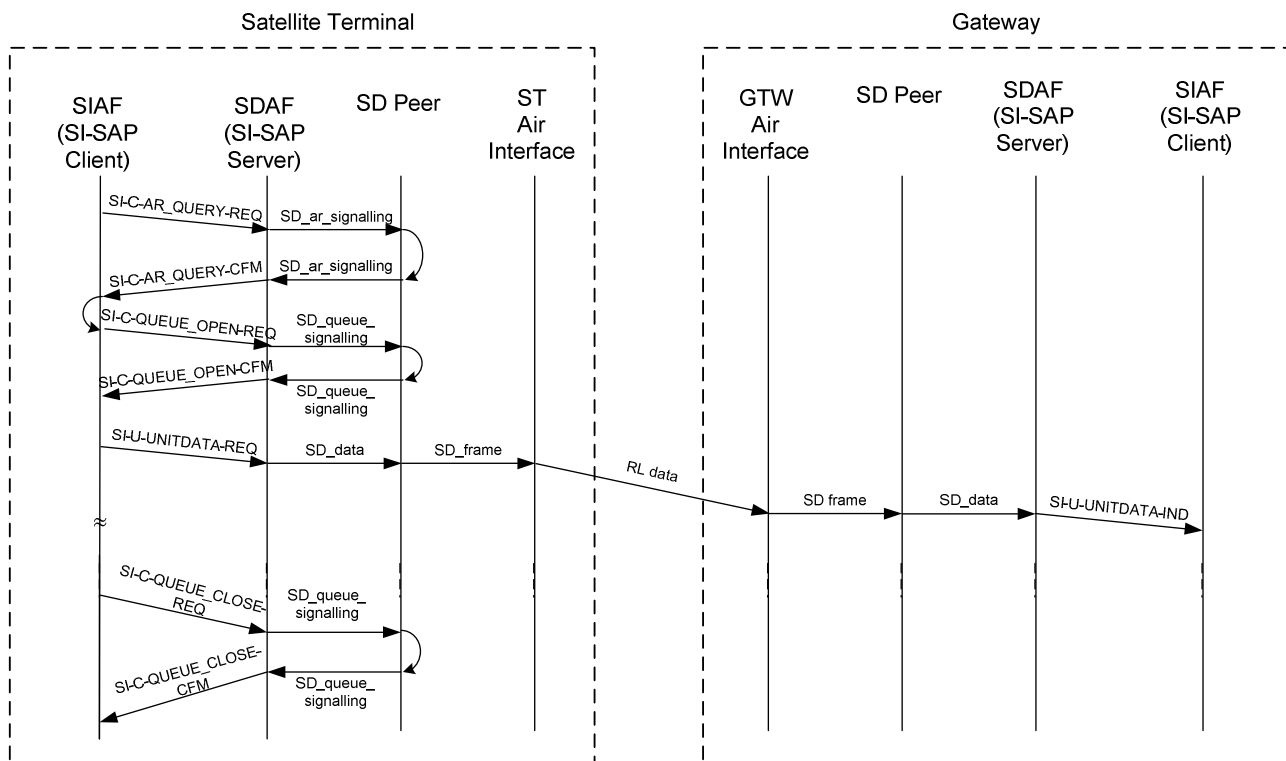 Satellite Terminal
Gateway
SIAF
(SI-SAP
Client)
SDAF
(SI-SAP
Server)
SD Peer
ST
Air
Interface
GTW
Air
Interface
SD Peer
SDAF
(SI-SAP
Server)
SIAF
(SI-SAP
Client)
SI-C-AR_QUERY-REQ
SD_ar_signalling
SI-C-AR_QUERY-CFM
SD_ar_signalling
SI-C-QUEUE_OPEN-REQ
SD_queue_
signalling
SI-C-QUEUE_OPEN-CFM
SD_queue_
signalling
SI-U-UNITDATA-REQ
SD_data
SD_frame
RL data
SD frame
SD_data
SI-U-UNITDATA-IND
≈
SI-C-QUEUE_CLOSE-
REQ
SD_queue_
signalling
SI-C-QUEUE_CLOSE-
CFM
SD_queue_
signalling